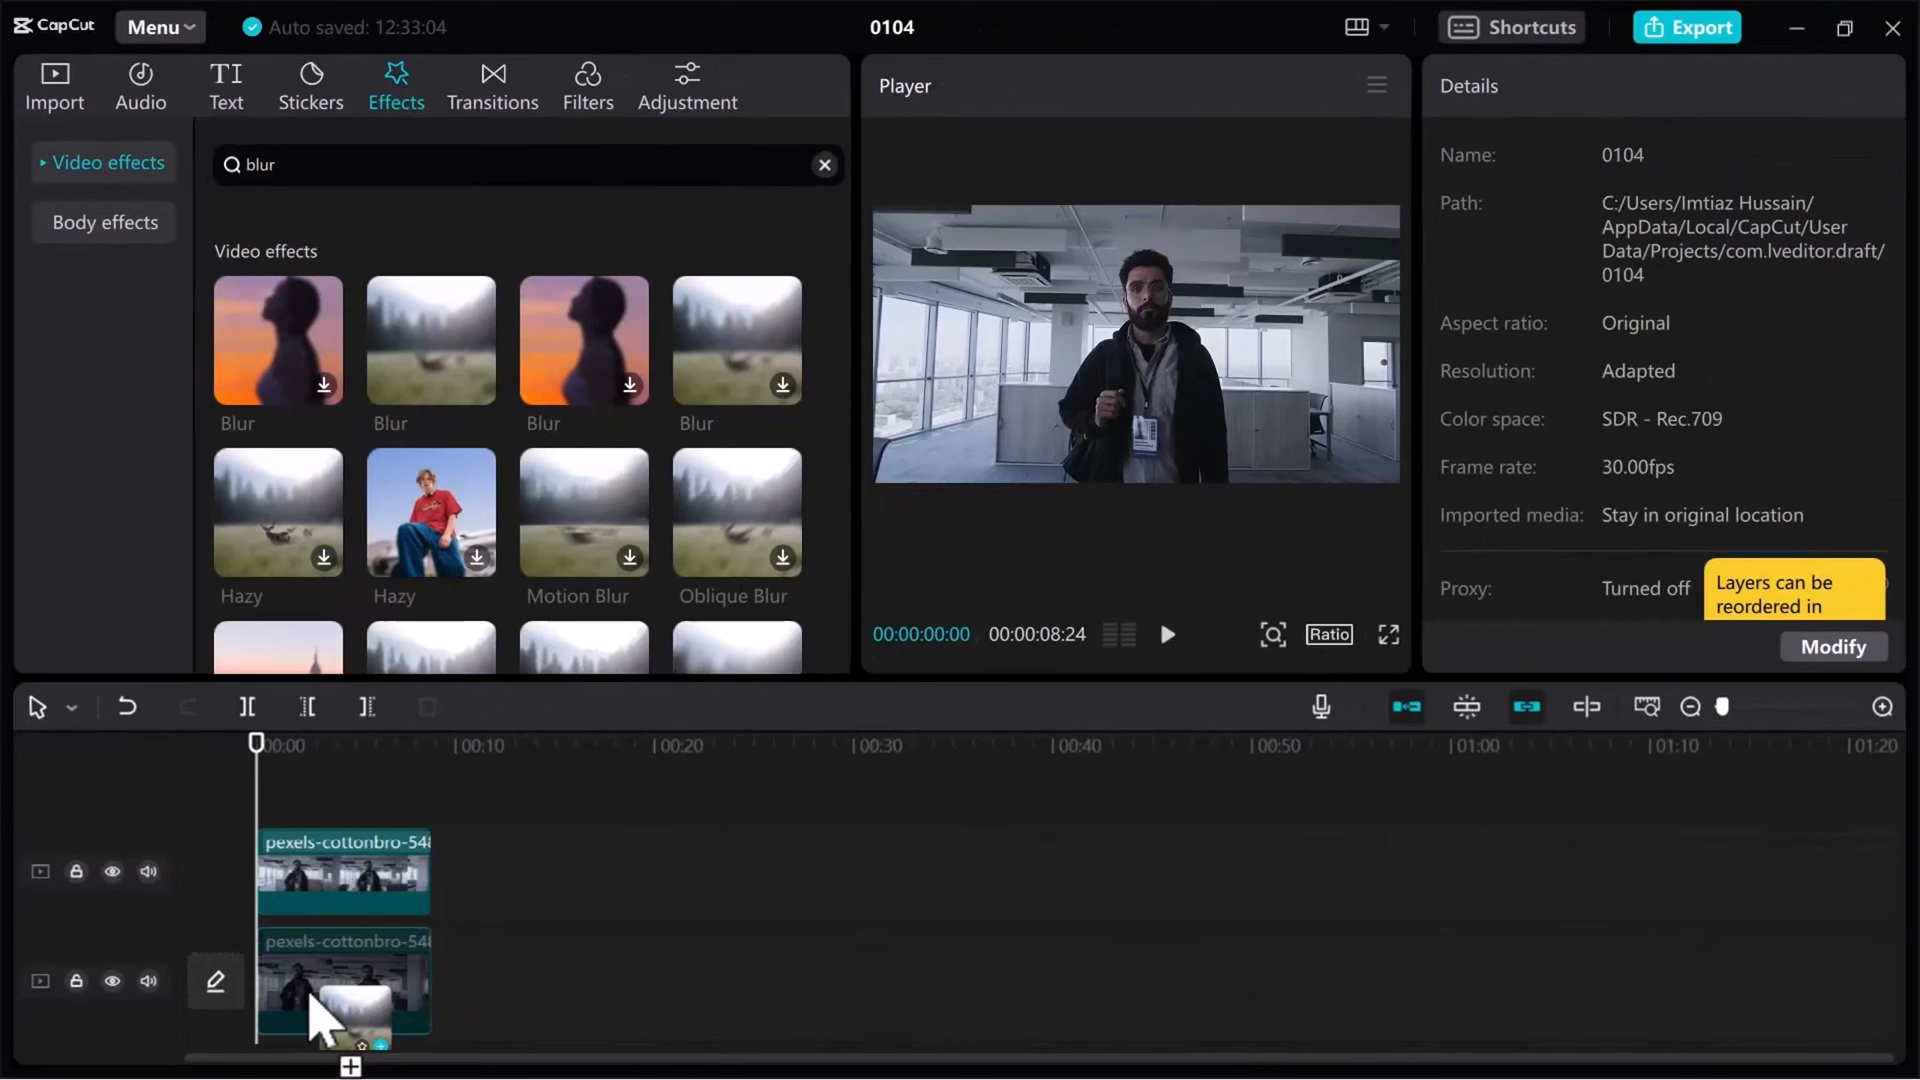 CapCut
Menu
Auto saved: 12:33:04
0104
Shortcuts
Export
Import
Audio
Text
Stickers
Effects
Transitions
Filters
Adjustment
Video effects
Body effects
blur
Video effects
Blur
Blur
Blur
Blur
Hazy
Hazy
Motion Blur
Oblique Blur
Player
00:00:00:00
00:00:08:24
Ratio
Details
Name:
0104
Path:
C:/Users/Imtiaz Hussain/
AppData/Local/CapCut/User
Data/Projects/com.lveditor.draft/
0104
Aspect ratio:
Original
Resolution:
Adapted
Color space:
SDR - Rec.709
Frame rate:
30.00fps
Imported media:
Stay in original location
Proxy:
Turned off
Layers can be
reordered in
Modify
00:00
00:10
00:20
00:30
00:40
00:50
01:00
01:10
01:20
pexels-cottonbro-548
pexels-cottonbro-548